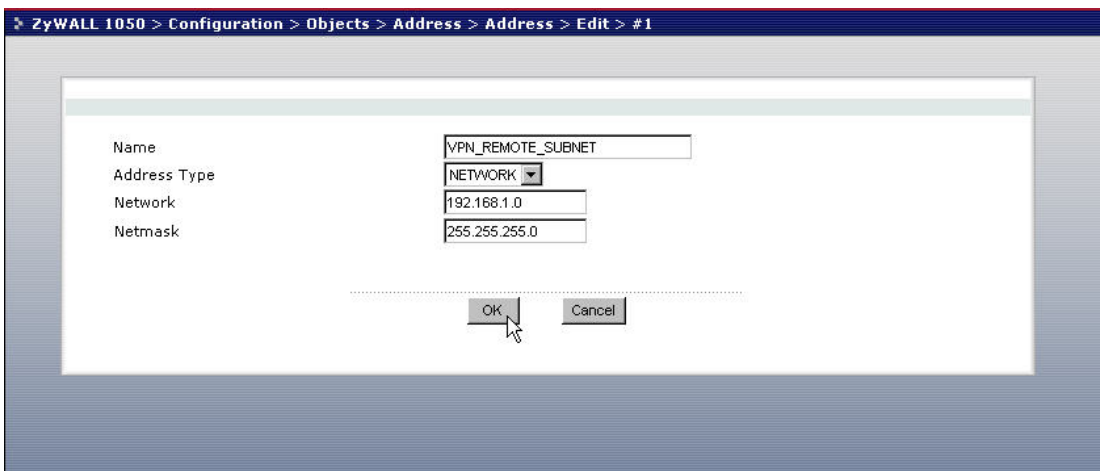 ZyWALL 1050 > Configuration > Objects > Address > Address > Edit > #1
Name VPN_REMOTE_SUBNET
Address Type NETWORK
Network 192.168.1.0
Netmask 255.255.255.0
OK Cancel